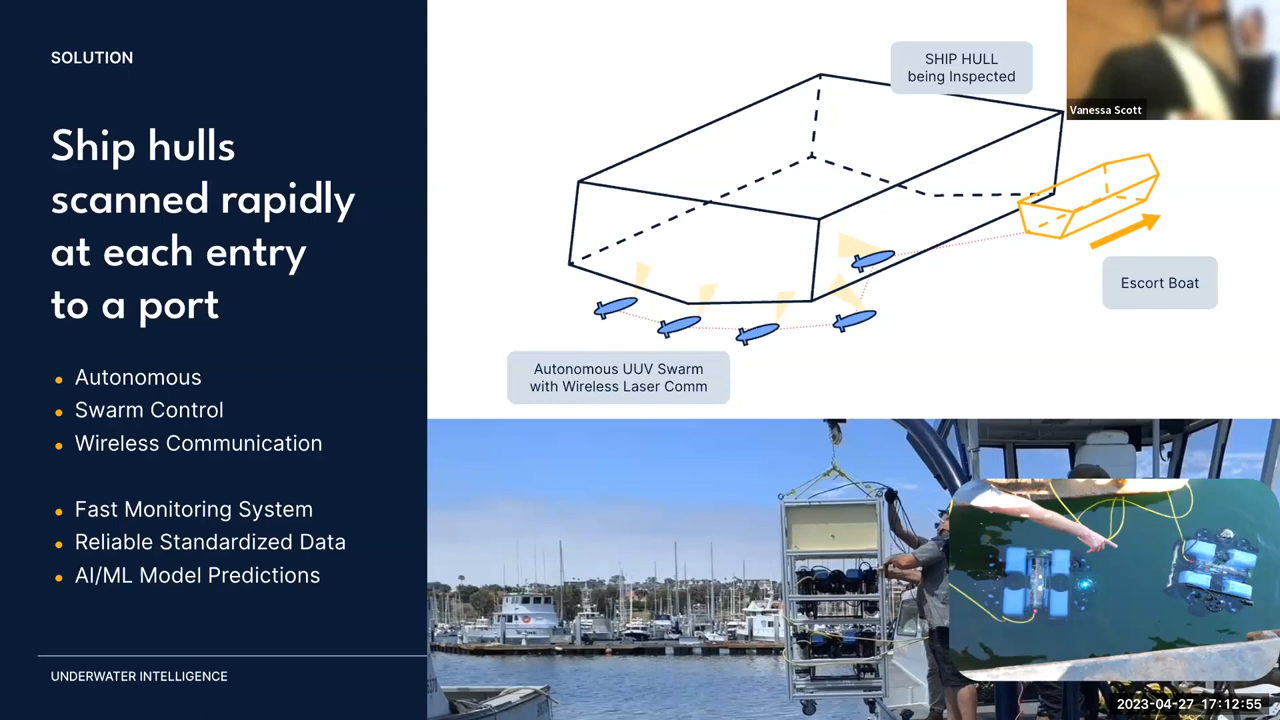 SOLUTION
Ship hulls
scanned rapidly
at each entry
to a port
Autonomous
Swarm Control
Wireless Communication
Fast Monitoring System
Reliable Standardized Data
AI/ML Model Predictions
UNDERWATER INTELLIGENCE
SHIP HULL
being Inspected
Vanessa Scott
Escort Boat
Autonomous UUV Swarm
with Wireless Laser Comm
2023-04-27 17:12:55